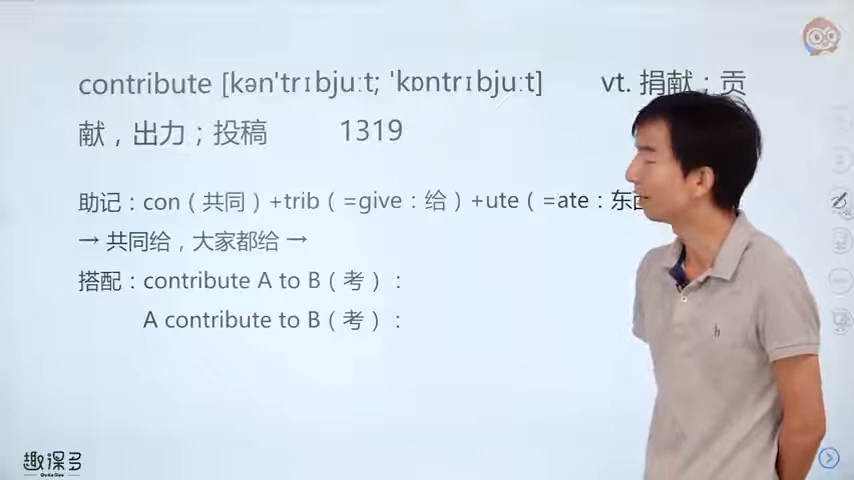 contribute [kən'trɪbjuːt; 'kɒntrɪbjuːt] vt. 捐献；贡
献，出力；投稿 1319
助记：con（共同）+trib（=give：给）+ute（=ate：东
→ 共同给，大家都给 →
搭配：contribute A to B（考）：
A contribute to B（考）：
趣课多